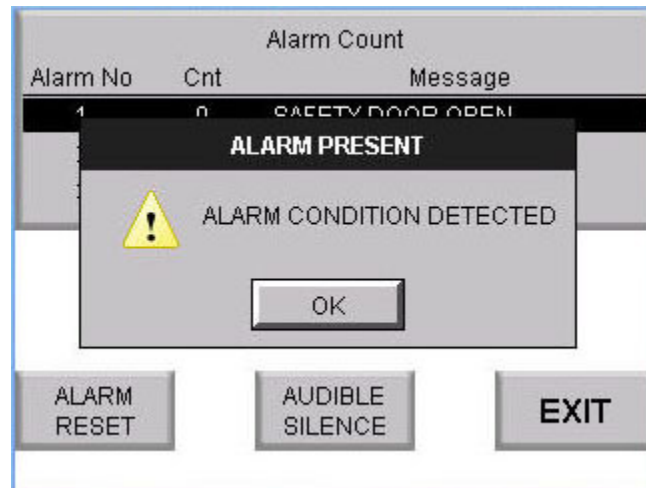 Alarm Count
Alarm No Cnt Message
1 0 SAFETY DOOR OPEN
ALARM PRESENT
ALARM CONDITION DETECTED
OK
ALARM RESET
AUDIBLE SILENCE
EXIT